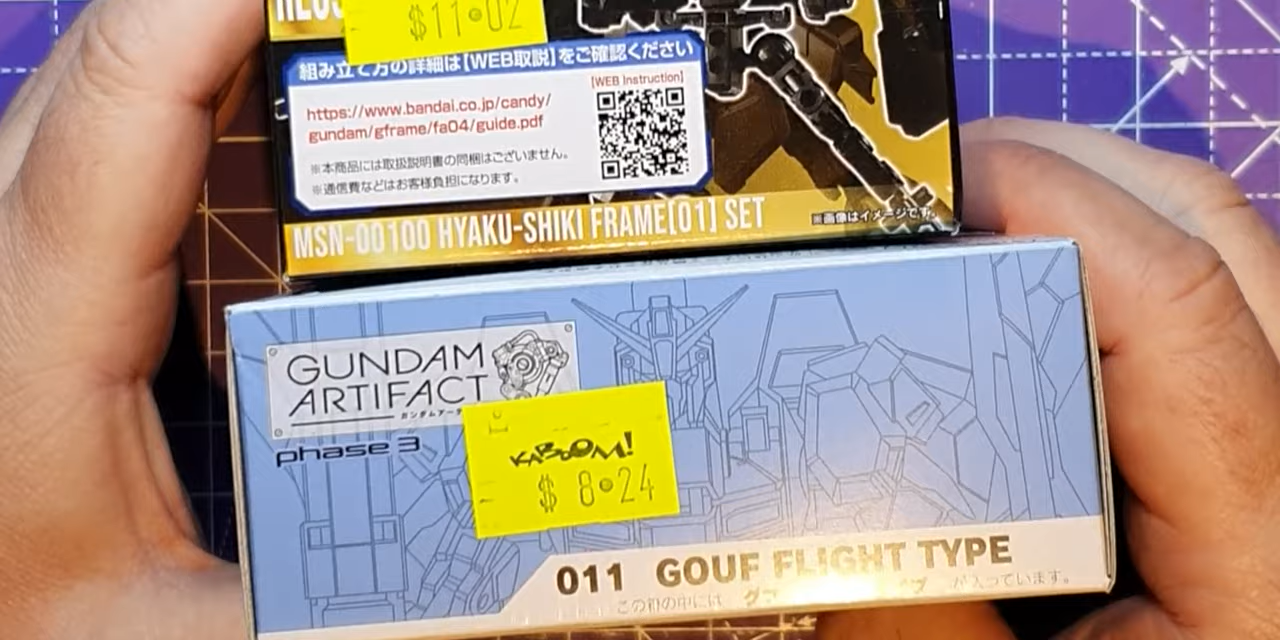 $11.02
組み立て方の詳細は【WEB取説】をご確認ください
[WEB Instruction]
https://www.bandai.co.jp/candy/
gundam/gframe/fa04/guide.pdf
※本商品には取扱説明書の同梱はございません。
※通信費などはお客様負担になります。
MSN-00100 HYAKU-SHIKI FRAME[01] SET
※画像はイメージです。
GUNDAM
ARTIFACT
phase 3
KABOOM!
$ 8.24
011 GOUF FLIGHT TYPE
この箱の中には
が入っています。